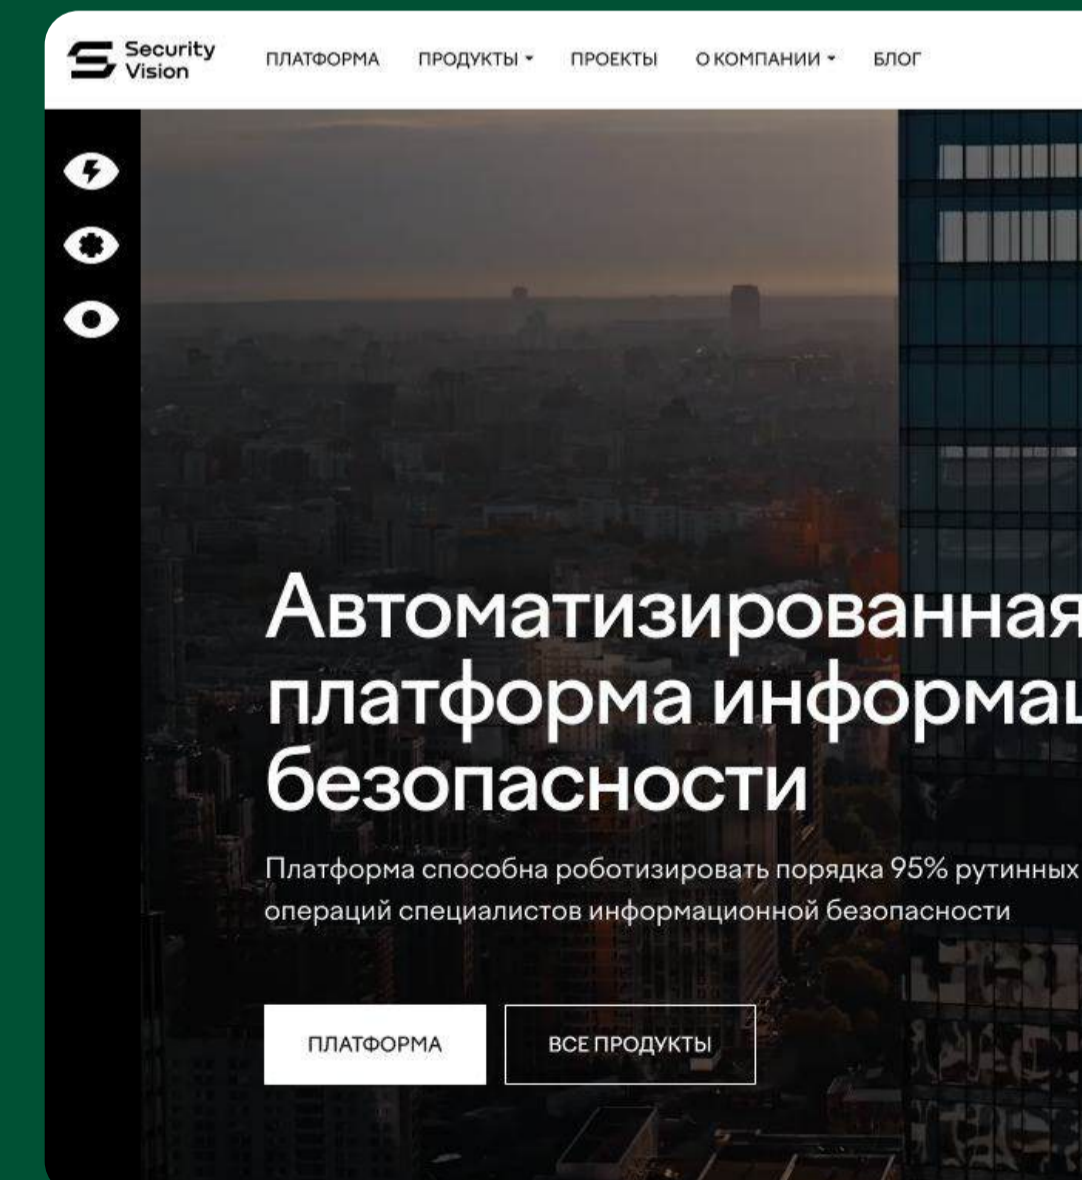 Security
Vision
ПЛАТФОРМА ПРОДУКТЫ ПРОЕКТЫ О КОМПАНИИ БЛОГ
Автоматизированная
платформа информац
безопасности
Платформа способна роботизировать порядка 95% рутинных
операций специалистов информационной безопасности
ПЛАТФОРМА ВСЕ ПРОДУКТЫ